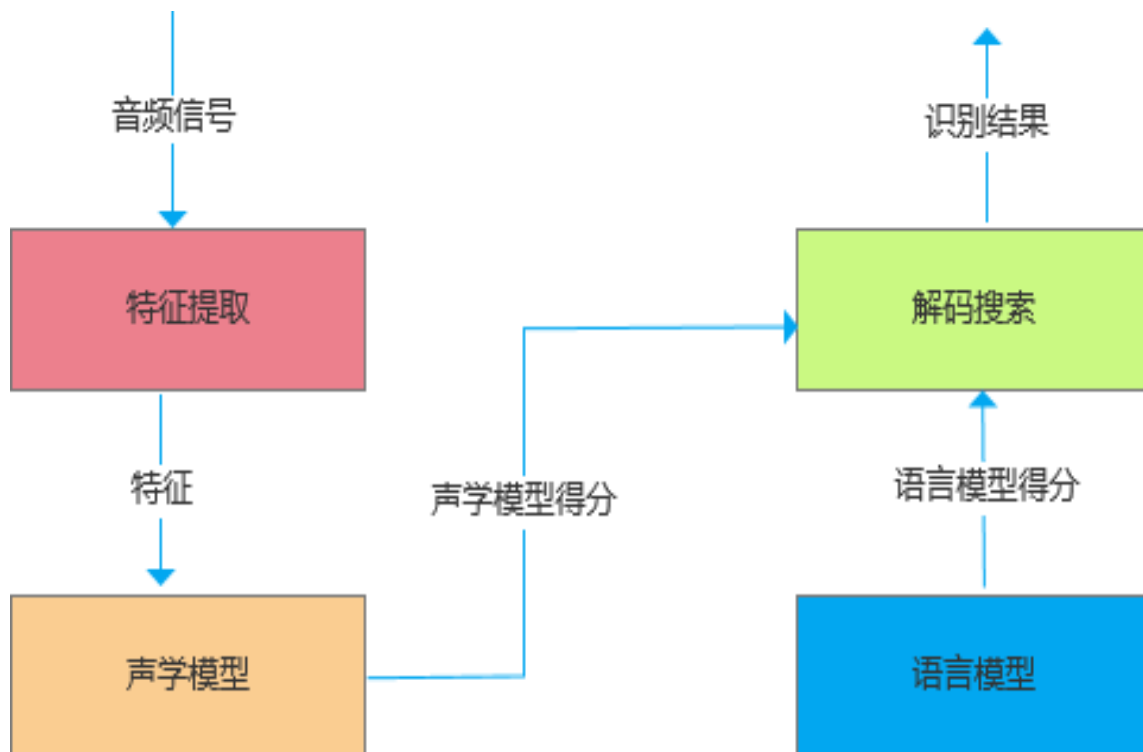 音频信号
识别结果
特征提取
解码搜索
特征
声学模型得分
语言模型得分
声学模型
语言模型